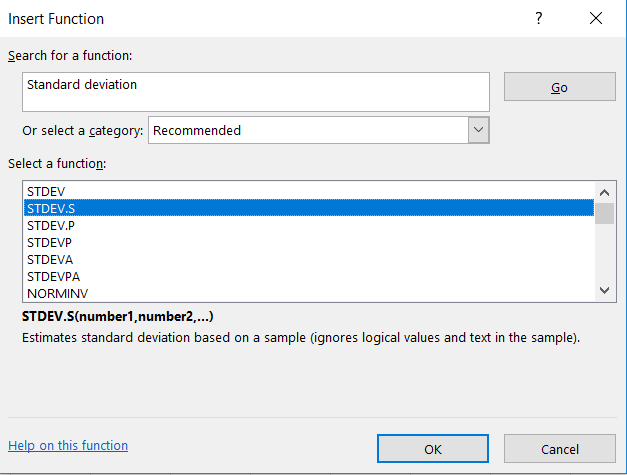 Insert Function
?
Search for a function:
Standard deviation
Go
Or select a category: Recommended
Select a function:
STDEV
STDEV.S
STDEV.P
STDEVP
STDEVA
STDEVPA
NORMINV
STDEV.S(number1,number2,...)
Estimates standard deviation based on a sample (ignores logical values and text in the sample).
Help on this function
OK
Cancel